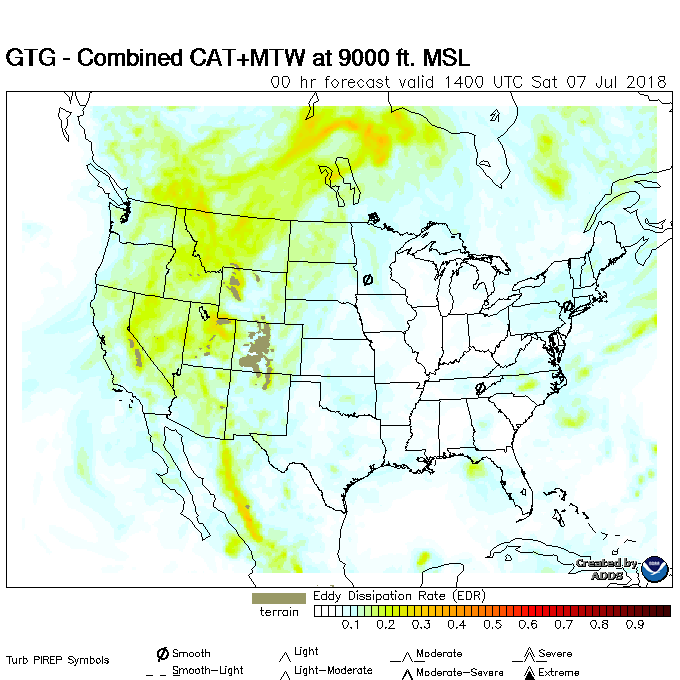 GTG - Combined CAT+MTW at 9000 ft. MSL
00 hr forecast valid 1400 UTC Sat 07 Jul 2018
Created by
ADDS
terrain
Eddy Dissipation Rate (EDR)
0.1 0.2 0.3 0.4 0.5 0.6 0.7 0.8 0.9
Turb PIREP Symbols
Smooth Light Moderate Severe
Smooth-Light Light-Moderate Moderate-Severe Extreme